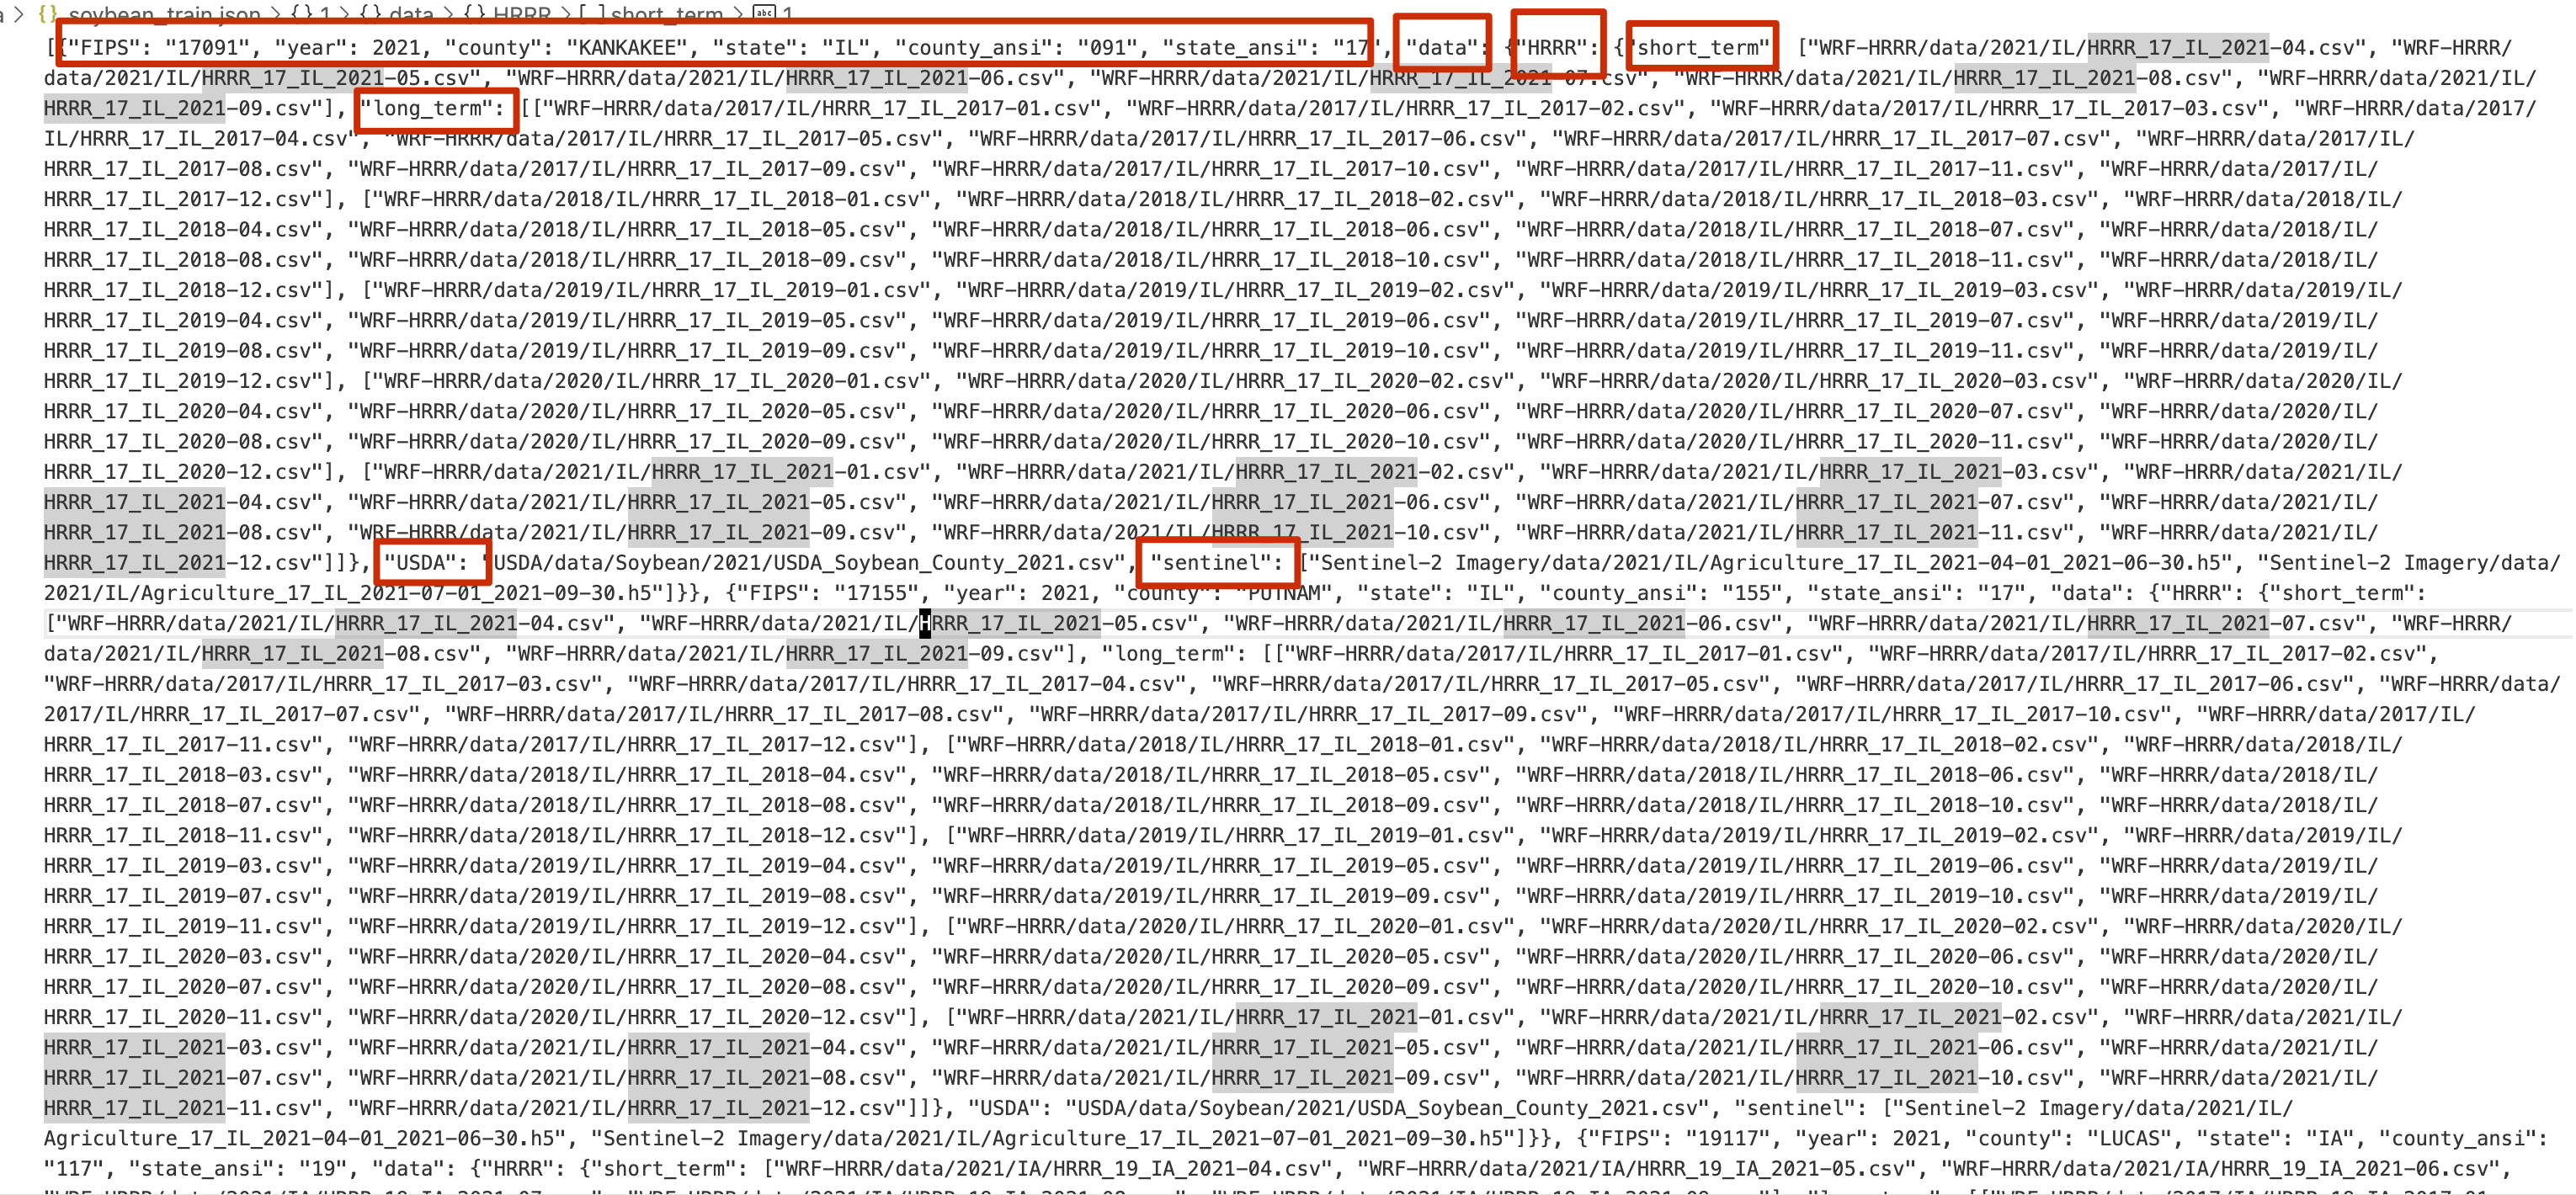 soybean_train.json > {} 1 > {} data > {} HRRR > [ ] short_term > abc 1
[{"FIPS": "17091", "year": 2021, "county": "KANKAKEE", "state": "IL", "county_ansi": "091", "state_ansi": "17", "data": {"HRRR": {"short_term" ["WRF-HRRR/data/2021/IL/HRRR_17_IL_2021-04.csv", "WRF-HRRR/
data/2021/IL/HRRR_17_IL_2021-05.csv", "WRF-HRRR/data/2021/IL/HRRR_17_IL_2021-06.csv", "WRF-HRRR/data/2021/IL/HRRR_17_IL_2021-07.csv", "WRF-HRRR/data/2021/IL/HRRR_17_IL_2021-08.csv", "WRF-HRRR/data/2021/IL/
HRRR_17_IL_2021-09.csv"], "long_term": [["WRF-HRRR/data/2017/IL/HRRR_17_IL_2017-01.csv", "WRF-HRRR/data/2017/IL/HRRR_17_IL_2017-02.csv", "WRF-HRRR/data/2017/IL/HRRR_17_IL_2017-03.csv", "WRF-HRRR/data/2017/
IL/HRRR_17_IL_2017-04.csv", "WRF-HRRR/data/2017/IL/HRRR_17_IL_2017-05.csv", "WRF-HRRR/data/2017/IL/HRRR_17_IL_2017-06.csv", "WRF-HRRR/data/2017/IL/HRRR_17_IL_2017-07.csv", "WRF-HRRR/data/2017/IL/
HRRR_17_IL_2017-08.csv", "WRF-HRRR/data/2017/IL/HRRR_17_IL_2017-09.csv", "WRF-HRRR/data/2017/IL/HRRR_17_IL_2017-10.csv", "WRF-HRRR/data/2017/IL/HRRR_17_IL_2017-11.csv", "WRF-HRRR/data/2017/IL/
HRRR_17_IL_2017-12.csv"], ["WRF-HRRR/data/2018/IL/HRRR_17_IL_2018-01.csv", "WRF-HRRR/data/2018/IL/HRRR_17_IL_2018-02.csv", "WRF-HRRR/data/2018/IL/HRRR_17_IL_2018-03.csv", "WRF-HRRR/data/2018/IL/
HRRR_17_IL_2018-04.csv", "WRF-HRRR/data/2018/IL/HRRR_17_IL_2018-05.csv", "WRF-HRRR/data/2018/IL/HRRR_17_IL_2018-06.csv", "WRF-HRRR/data/2018/IL/HRRR_17_IL_2018-07.csv", "WRF-HRRR/data/2018/IL/
HRRR_17_IL_2018-08.csv", "WRF-HRRR/data/2018/IL/HRRR_17_IL_2018-09.csv", "WRF-HRRR/data/2018/IL/HRRR_17_IL_2018-10.csv", "WRF-HRRR/data/2018/IL/HRRR_17_IL_2018-11.csv", "WRF-HRRR/data/2018/IL/
HRRR_17_IL_2018-12.csv"], ["WRF-HRRR/data/2019/IL/HRRR_17_IL_2019-01.csv", "WRF-HRRR/data/2019/IL/HRRR_17_IL_2019-02.csv", "WRF-HRRR/data/2019/IL/HRRR_17_IL_2019-03.csv", "WRF-HRRR/data/2019/IL/
HRRR_17_IL_2019-04.csv", "WRF-HRRR/data/2019/IL/HRRR_17_IL_2019-05.csv", "WRF-HRRR/data/2019/IL/HRRR_17_IL_2019-06.csv", "WRF-HRRR/data/2019/IL/HRRR_17_IL_2019-07.csv", "WRF-HRRR/data/2019/IL/
HRRR_17_IL_2019-08.csv", "WRF-HRRR/data/2019/IL/HRRR_17_IL_2019-09.csv", "WRF-HRRR/data/2019/IL/HRRR_17_IL_2019-10.csv", "WRF-HRRR/data/2019/IL/HRRR_17_IL_2019-11.csv", "WRF-HRRR/data/2019/IL/
HRRR_17_IL_2019-12.csv"], ["WRF-HRRR/data/2020/IL/HRRR_17_IL_2020-01.csv", "WRF-HRRR/data/2020/IL/HRRR_17_IL_2020-02.csv", "WRF-HRRR/data/2020/IL/HRRR_17_IL_2020-03.csv", "WRF-HRRR/data/2020/IL/
HRRR_17_IL_2020-04.csv", "WRF-HRRR/data/2020/IL/HRRR_17_IL_2020-05.csv", "WRF-HRRR/data/2020/IL/HRRR_17_IL_2020-06.csv", "WRF-HRRR/data/2020/IL/HRRR_17_IL_2020-07.csv", "WRF-HRRR/data/2020/IL/
HRRR_17_IL_2020-08.csv", "WRF-HRRR/data/2020/IL/HRRR_17_IL_2020-09.csv", "WRF-HRRR/data/2020/IL/HRRR_17_IL_2020-10.csv", "WRF-HRRR/data/2020/IL/HRRR_17_IL_2020-11.csv", "WRF-HRRR/data/2020/IL/
HRRR_17_IL_2020-12.csv"], ["WRF-HRRR/data/2021/IL/HRRR_17_IL_2021-01.csv", "WRF-HRRR/data/2021/IL/HRRR_17_IL_2021-02.csv", "WRF-HRRR/data/2021/IL/HRRR_17_IL_2021-03.csv", "WRF-HRRR/data/2021/IL/
HRRR_17_IL_2021-04.csv", "WRF-HRRR/data/2021/IL/HRRR_17_IL_2021-05.csv", "WRF-HRRR/data/2021/IL/HRRR_17_IL_2021-06.csv", "WRF-HRRR/data/2021/IL/HRRR_17_IL_2021-07.csv", "WRF-HRRR/data/2021/IL/
HRRR_17_IL_2021-08.csv", "WRF-HRRR/data/2021/IL/HRRR_17_IL_2021-09.csv", "WRF-HRRR/data/2021/IL/HRRR_17_IL_2021-10.csv", "WRF-HRRR/data/2021/IL/HRRR_17_IL_2021-11.csv", "WRF-HRRR/data/2021/IL/
HRRR_17_IL_2021-12.csv"]]}, "USDA": "USDA/data/Soybean/2021/USDA_Soybean_County_2021.csv", "sentinel": ["Sentinel-2 Imagery/data/2021/IL/Agriculture_17_IL_2021-04-01_2021-06-30.h5", "Sentinel-2 Imagery/data/
2021/IL/Agriculture_17_IL_2021-07-01_2021-09-30.h5"]}}, {"FIPS": "17155", "year": 2021, "county": "PUTNAM", "state": "IL", "county_ansi": "155", "state_ansi": "17", "data": {"HRRR": {"short_term":
["WRF-HRRR/data/2021/IL/HRRR_17_IL_2021-04.csv", "WRF-HRRR/data/2021/IL/HRRR_17_IL_2021-05.csv", "WRF-HRRR/data/2021/IL/HRRR_17_IL_2021-06.csv", "WRF-HRRR/data/2021/IL/HRRR_17_IL_2021-07.csv", "WRF-HRRR/
data/2021/IL/HRRR_17_IL_2021-08.csv", "WRF-HRRR/data/2021/IL/HRRR_17_IL_2021-09.csv"], "long_term": [["WRF-HRRR/data/2017/IL/HRRR_17_IL_2017-01.csv", "WRF-HRRR/data/2017/IL/HRRR_17_IL_2017-02.csv",
"WRF-HRRR/data/2017/IL/HRRR_17_IL_2017-03.csv", "WRF-HRRR/data/2017/IL/HRRR_17_IL_2017-04.csv", "WRF-HRRR/data/2017/IL/HRRR_17_IL_2017-05.csv", "WRF-HRRR/data/2017/IL/HRRR_17_IL_2017-06.csv", "WRF-HRRR/data/
2017/IL/HRRR_17_IL_2017-07.csv", "WRF-HRRR/data/2017/IL/HRRR_17_IL_2017-08.csv", "WRF-HRRR/data/2017/IL/HRRR_17_IL_2017-09.csv", "WRF-HRRR/data/2017/IL/HRRR_17_IL_2017-10.csv", "WRF-HRRR/data/2017/IL/
HRRR_17_IL_2017-11.csv", "WRF-HRRR/data/2017/IL/HRRR_17_IL_2017-12.csv"], ["WRF-HRRR/data/2018/IL/HRRR_17_IL_2018-01.csv", "WRF-HRRR/data/2018/IL/HRRR_17_IL_2018-02.csv", "WRF-HRRR/data/2018/IL/
HRRR_17_IL_2018-03.csv", "WRF-HRRR/data/2018/IL/HRRR_17_IL_2018-04.csv", "WRF-HRRR/data/2018/IL/HRRR_17_IL_2018-05.csv", "WRF-HRRR/data/2018/IL/HRRR_17_IL_2018-06.csv", "WRF-HRRR/data/2018/IL/
HRRR_17_IL_2018-07.csv", "WRF-HRRR/data/2018/IL/HRRR_17_IL_2018-08.csv", "WRF-HRRR/data/2018/IL/HRRR_17_IL_2018-09.csv", "WRF-HRRR/data/2018/IL/HRRR_17_IL_2018-10.csv", "WRF-HRRR/data/2018/IL/
HRRR_17_IL_2018-11.csv", "WRF-HRRR/data/2018/IL/HRRR_17_IL_2018-12.csv"], ["WRF-HRRR/data/2019/IL/HRRR_17_IL_2019-01.csv", "WRF-HRRR/data/2019/IL/HRRR_17_IL_2019-02.csv", "WRF-HRRR/data/2019/IL/
HRRR_17_IL_2019-03.csv", "WRF-HRRR/data/2019/IL/HRRR_17_IL_2019-04.csv", "WRF-HRRR/data/2019/IL/HRRR_17_IL_2019-05.csv", "WRF-HRRR/data/2019/IL/HRRR_17_IL_2019-06.csv", "WRF-HRRR/data/2019/IL/
HRRR_17_IL_2019-07.csv", "WRF-HRRR/data/2019/IL/HRRR_17_IL_2019-08.csv", "WRF-HRRR/data/2019/IL/HRRR_17_IL_2019-09.csv", "WRF-HRRR/data/2019/IL/HRRR_17_IL_2019-10.csv", "WRF-HRRR/data/2019/IL/
HRRR_17_IL_2019-11.csv", "WRF-HRRR/data/2019/IL/HRRR_17_IL_2019-12.csv"], ["WRF-HRRR/data/2020/IL/HRRR_17_IL_2020-01.csv", "WRF-HRRR/data/2020/IL/HRRR_17_IL_2020-02.csv", "WRF-HRRR/data/2020/IL/
HRRR_17_IL_2020-03.csv", "WRF-HRRR/data/2020/IL/HRRR_17_IL_2020-04.csv", "WRF-HRRR/data/2020/IL/HRRR_17_IL_2020-05.csv", "WRF-HRRR/data/2020/IL/HRRR_17_IL_2020-06.csv", "WRF-HRRR/data/2020/IL/
HRRR_17_IL_2020-07.csv", "WRF-HRRR/data/2020/IL/HRRR_17_IL_2020-08.csv", "WRF-HRRR/data/2020/IL/HRRR_17_IL_2020-09.csv", "WRF-HRRR/data/2020/IL/HRRR_17_IL_2020-10.csv", "WRF-HRRR/data/2020/IL/
HRRR_17_IL_2020-11.csv", "WRF-HRRR/data/2020/IL/HRRR_17_IL_2020-12.csv"], ["WRF-HRRR/data/2021/IL/HRRR_17_IL_2021-01.csv", "WRF-HRRR/data/2021/IL/HRRR_17_IL_2021-02.csv", "WRF-HRRR/data/2021/IL/
HRRR_17_IL_2021-03.csv", "WRF-HRRR/data/2021/IL/HRRR_17_IL_2021-04.csv", "WRF-HRRR/data/2021/IL/HRRR_17_IL_2021-05.csv", "WRF-HRRR/data/2021/IL/HRRR_17_IL_2021-06.csv", "WRF-HRRR/data/2021/IL/
HRRR_17_IL_2021-07.csv", "WRF-HRRR/data/2021/IL/HRRR_17_IL_2021-08.csv", "WRF-HRRR/data/2021/IL/HRRR_17_IL_2021-09.csv", "WRF-HRRR/data/2021/IL/HRRR_17_IL_2021-10.csv", "WRF-HRRR/data/2021/IL/
HRRR_17_IL_2021-11.csv", "WRF-HRRR/data/2021/IL/HRRR_17_IL_2021-12.csv"]]}, "USDA": "USDA/data/Soybean/2021/USDA_Soybean_County_2021.csv", "sentinel": ["Sentinel-2 Imagery/data/2021/IL/
Agriculture_17_IL_2021-04-01_2021-06-30.h5", "Sentinel-2 Imagery/data/2021/IL/Agriculture_17_IL_2021-07-01_2021-09-30.h5"]}}, {"FIPS": "19117", "year": 2021, "county": "LUCAS", "state": "IA", "county_ansi":
"117", "state_ansi": "19", "data": {"HRRR": {"short_term": ["WRF-HRRR/data/2021/IA/HRRR_19_IA_2021-04.csv", "WRF-HRRR/data/2021/IA/HRRR_19_IA_2021-05.csv", "WRF-HRRR/data/2021/IA/HRRR_19_IA_2021-06.csv",